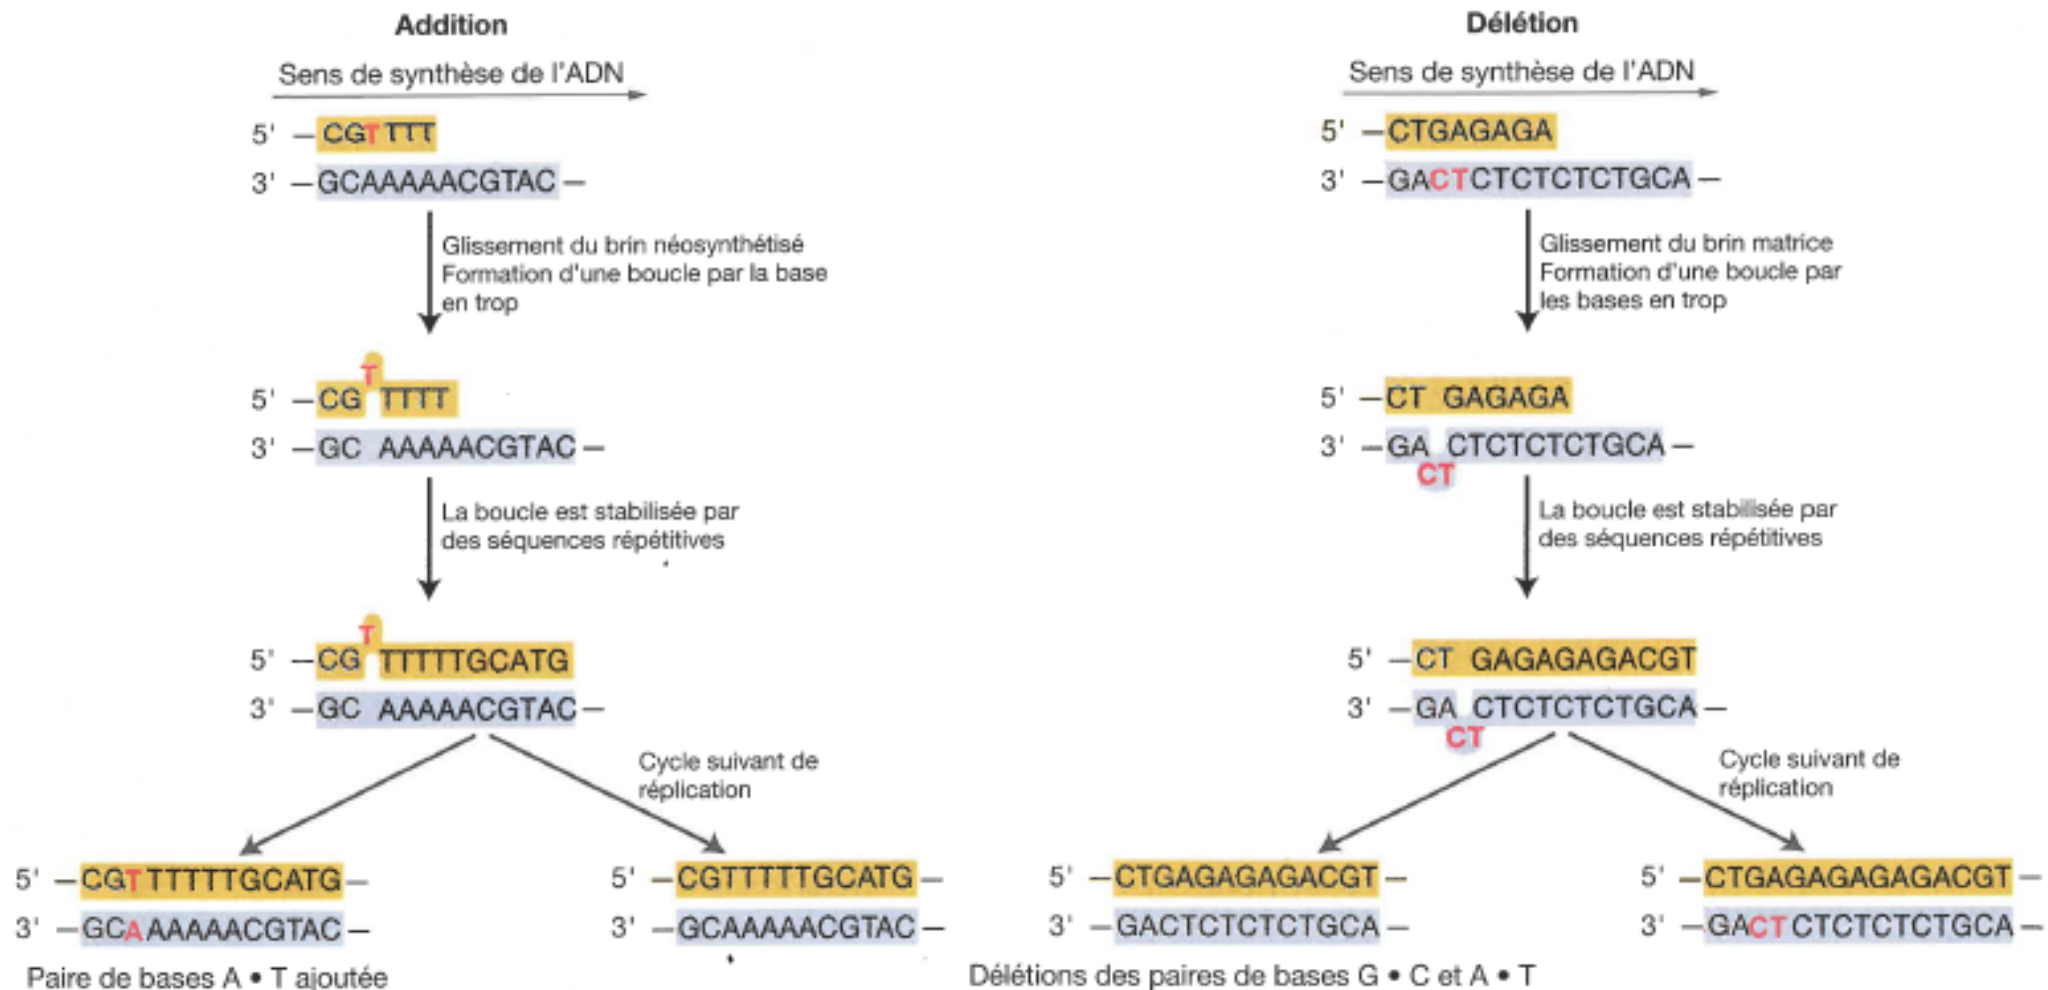 Addition
Sens de synthèse de l'ADN
5' – CGTTTT
3' – GCAAAAACGTAC –
Glissement du brin néosynthétisé
Formation d'une boucle par la base
en trop
T
5' – CG TTTT
3' – GC AAAAACGTAC –
La boucle est stabilisée par
des séquences répétitives
T
5' – CG TTTTTGCATG
3' – GC AAAAACGTAC –
Cycle suivant de
réplication
5' – CGTTTTTTGCATG –
3' – GCAAAAAACGTAC –
Paire de bases A • T ajoutée
5' – CGTTTTTGCATG –
3' – GCAAAAACGTAC –
Délétion
Sens de synthèse de l'ADN
5' – CTGAGAGA
3' – GACTCTCTCTCTGCA –
Glissement du brin matrice
Formation d'une boucle par
les bases en trop
5' – CT GAGAGA
3' – GA CTCTCTCTGCA –
CT
La boucle est stabilisée par
des séquences répétitives
5' – CT GAGAGAGACGT
3' – GA CTCTCTCTGCA –
CT
Cycle suivant de
réplication
5' – CTGAGAGAGACGT –
3' – GACTCTCTCTGCA –
Délétions des paires de bases G • C et A • T
5' – CTGAGAGAGAGACGT –
3' – GACTCTCTCTCTGCA –